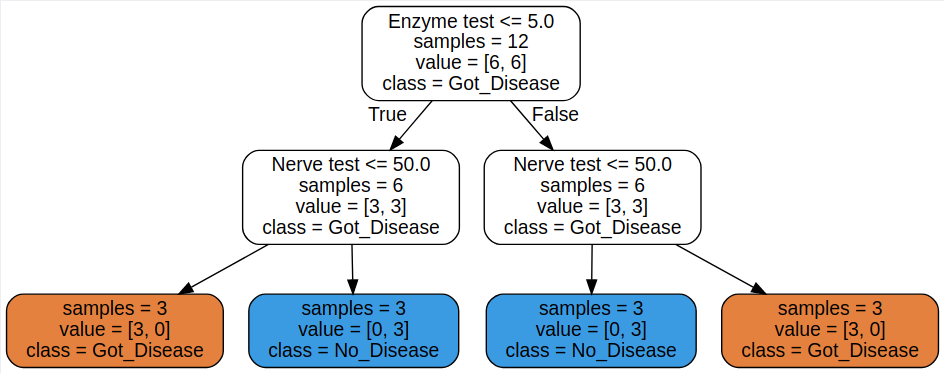 Enzyme test <= 5.0
samples = 12
value = [6, 6]
class = Got_Disease
True
False
Nerve test <= 50.0
samples = 6
value = [3, 3]
class = Got_Disease
Nerve test <= 50.0
samples = 6
value = [3, 3]
class = Got_Disease
samples = 3
value = [3, 0]
class = Got_Disease
samples = 3
value = [0, 3]
class = No_Disease
samples = 3
value = [0, 3]
class = No_Disease
samples = 3
value = [3, 0]
class = Got_Disease